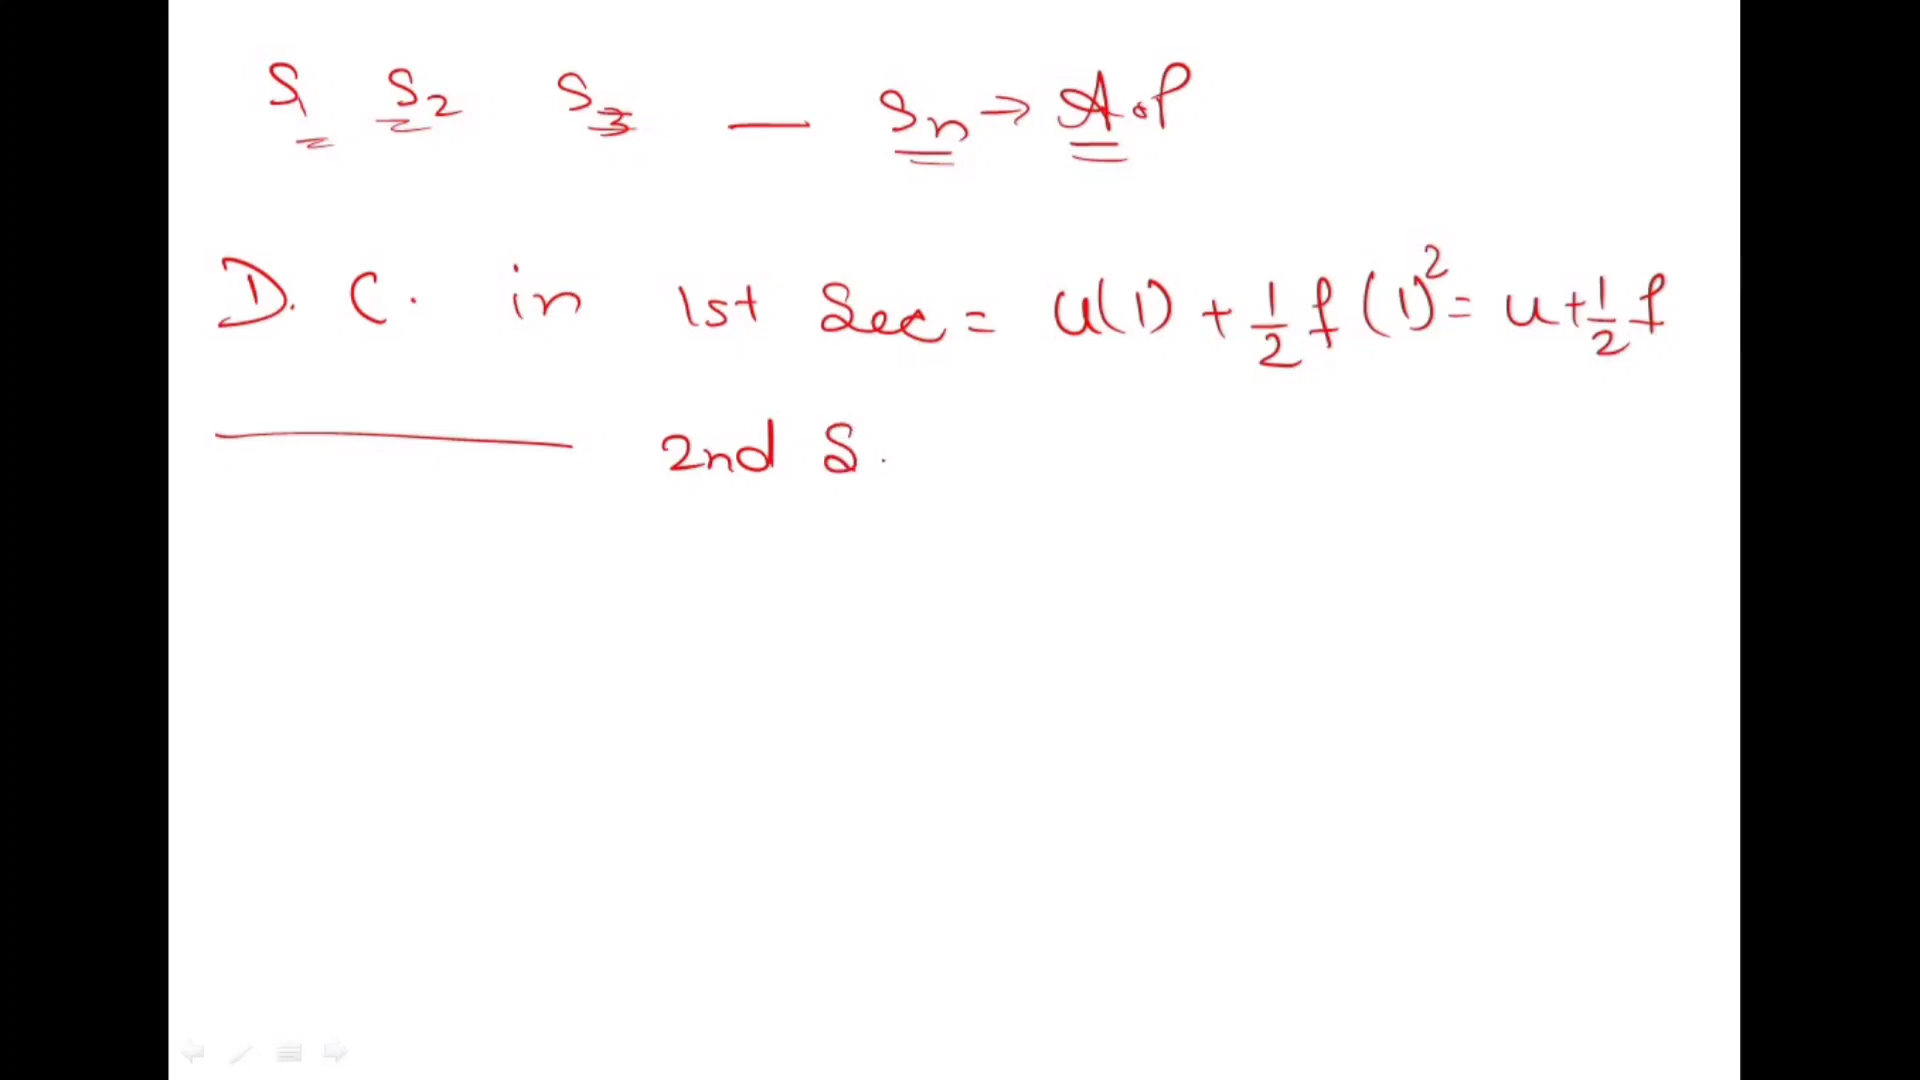 S1 S2 S3 — Sn → A.P
D.C. in 1st Sec = u(1) + 1/2 f (1)² = u + 1/2 f
——— 2nd S.